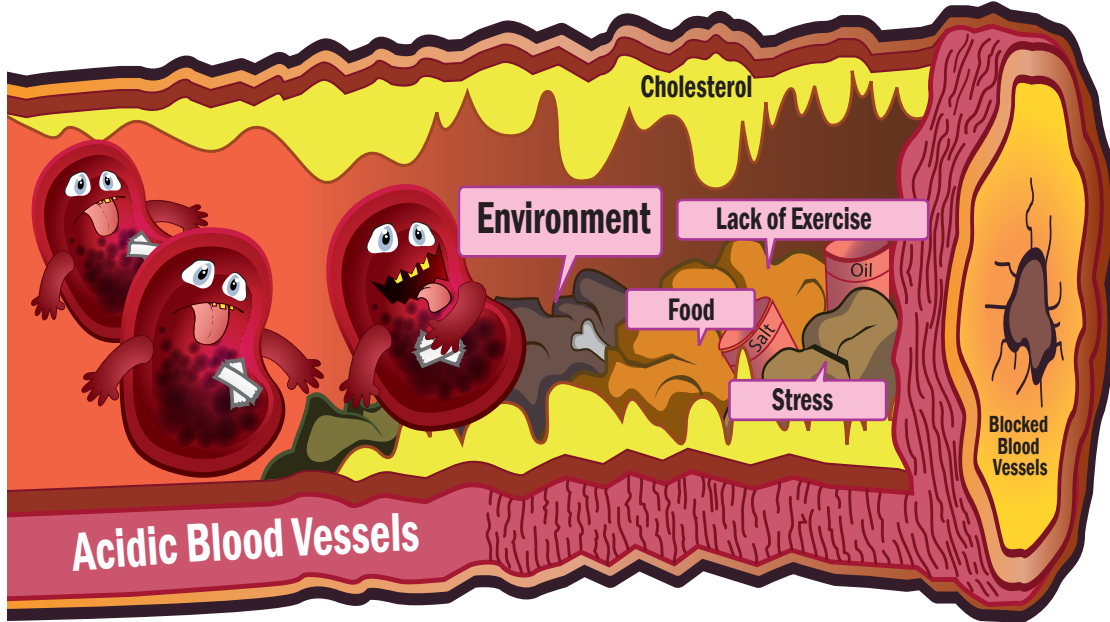 Cholesterol
Environment
Lack of Exercise
Oil
Food
Salt
Stress
Blocked
Blood
Vessels
Acidic Blood Vessels